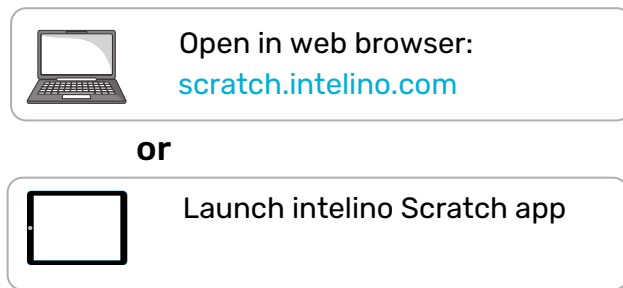 Open in web browser:
scratch.intelino.com
or
Launch intelino Scratch app